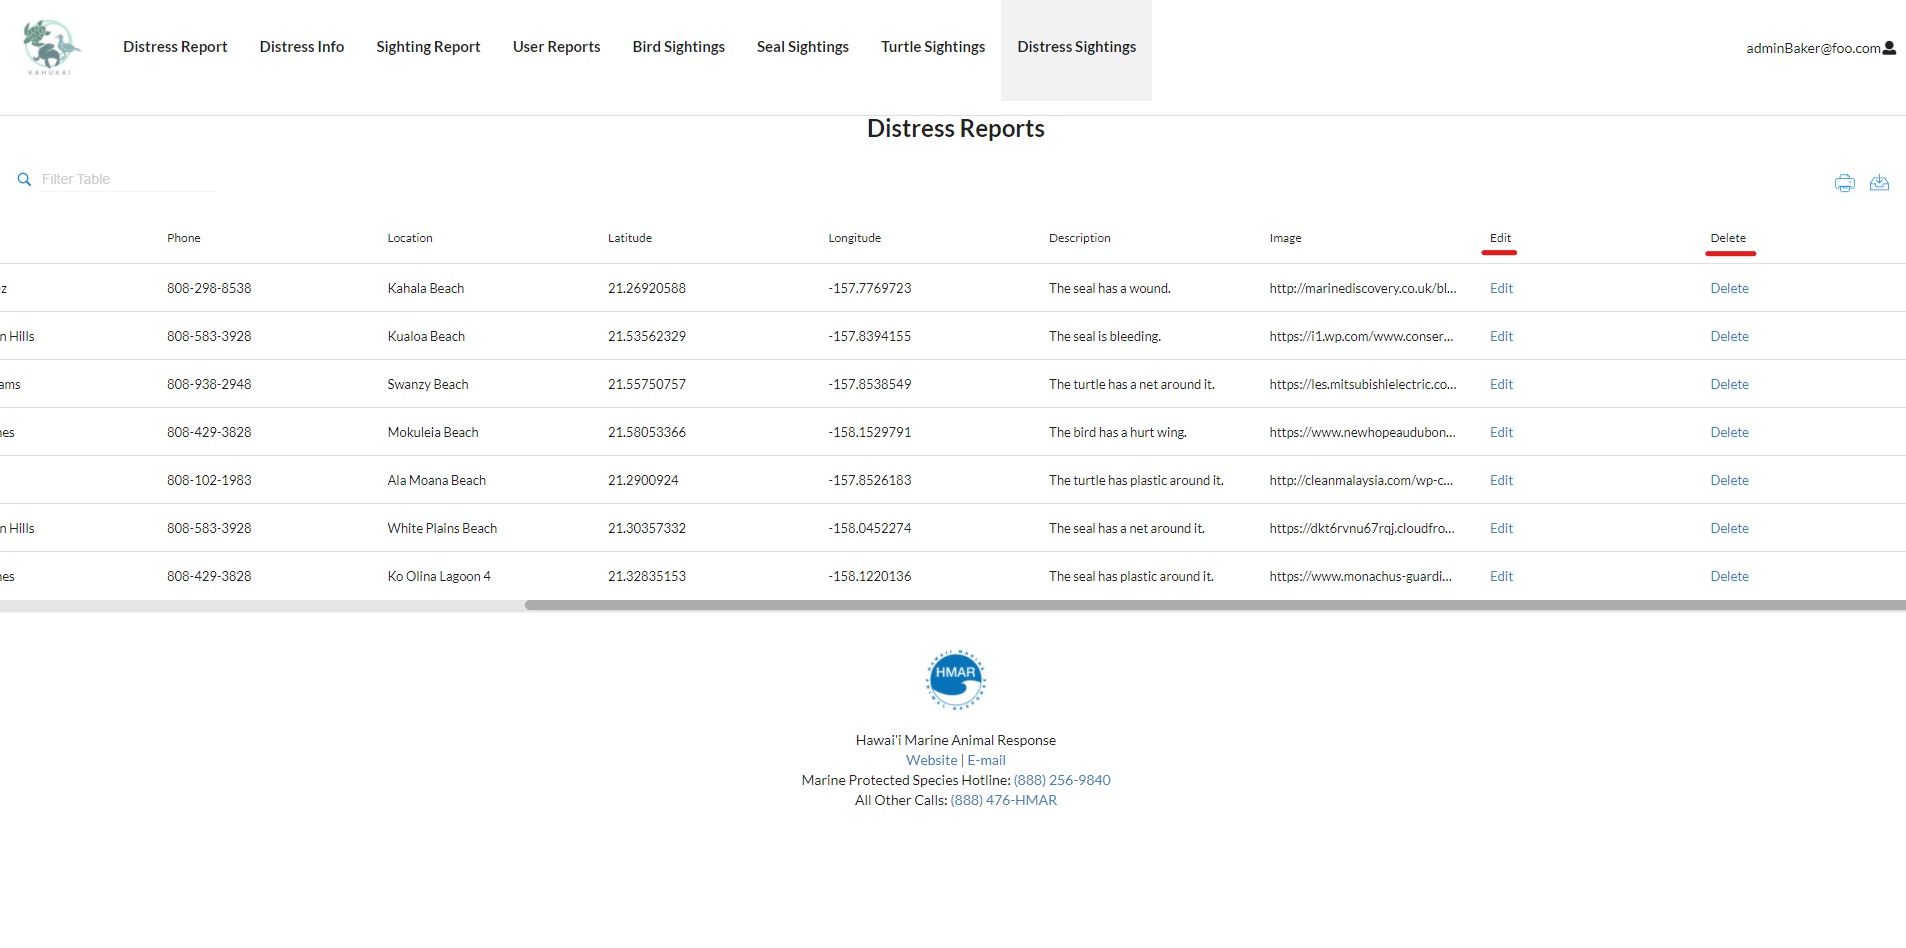 KAHUKAI
Distress Report Distress Info Sighting Report User Reports Bird Sightings Seal Sightings Turtle Sightings Distress Sightings adminBaker@foo.com
Distress Reports
Filter Table
Phone Location Latitude Longitude Description Image Edit Delete
z 808-298-8538 Kahala Beach 21.26920588 -157.7769723 The seal has a wound. http://marinediscovery.co.uk/bl... Edit Delete
n Hills 808-583-3928 Kualoa Beach 21.53562329 -157.8394155 The seal is bleeding. https://i1.wp.com/www.conser... Edit Delete
ams 808-938-2948 Swanzy Beach 21.55750757 -157.8538549 The turtle has a net around it. https://les.mitsubishielectric.co... Edit Delete
nes 808-429-3828 Mokuleia Beach 21.58053366 -158.1529791 The bird has a hurt wing. https://www.newhopeaudubon... Edit Delete
808-102-1983 Ala Moana Beach 21.2900924 -157.8526183 The turtle has plastic around it. http://cleanmalaysia.com/wp-c... Edit Delete
n Hills 808-583-3928 White Plains Beach 21.30357332 -158.0452274 The seal has a net around it. https://dkt6rvnu67rqj.cloudfro... Edit Delete
nes 808-429-3828 Ko Olina Lagoon 4 21.32835153 -158.1220136 The seal has plastic around it. https://www.monachus-guardi... Edit Delete
HAWAII MARINE
HMAR
ANIMAL RESPONSE
Hawai'i Marine Animal Response
Website | E-mail
Marine Protected Species Hotline: (888) 256-9840
All Other Calls: (888) 476-HMAR